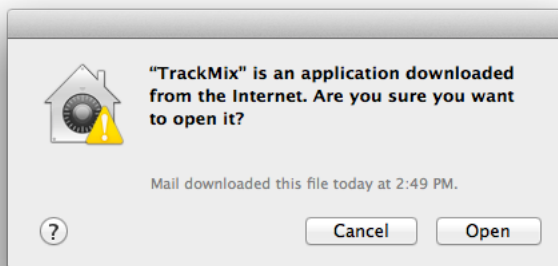 “TrackMix” is an application downloaded
from the Internet. Are you sure you want
to open it?
Mail downloaded this file today at 2:49 PM.
?
Cancel
Open